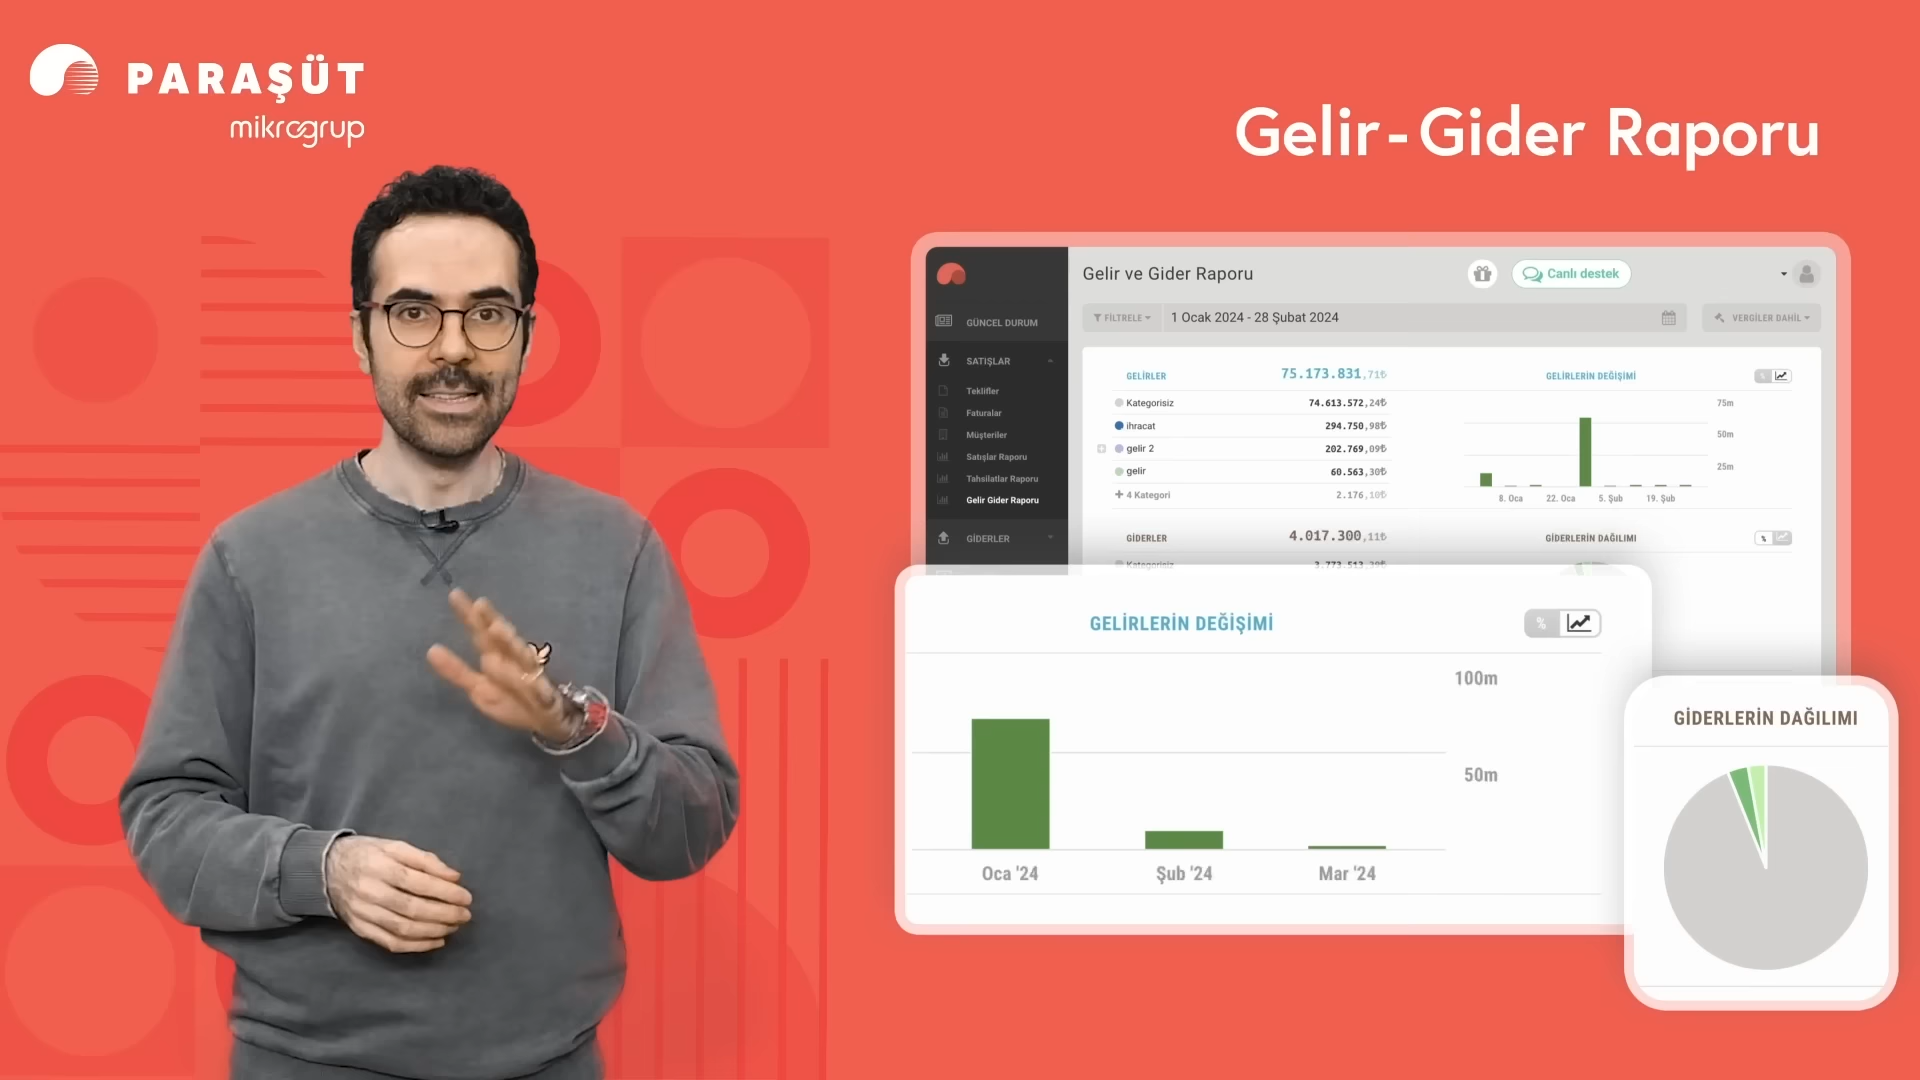 PARAŞÜT
mikrogrup
Gelir-Gider Raporu
Gelir ve Gider Raporu
Canlı destek
FİLTRELE
1 Ocak 2024 - 28 Şubat 2024
VERGİLER DAHİL
GÜNCEL DURUM
SATIŞLAR
Teklifler
Faturalar
Müşteriler
Satışlar Raporu
Tahsilatlar Raporu
Gelir Gider Raporu
GİDERLER
GELİRLER 75.173.831,71₺
Kategorisiz 74.613.572,24₺
ihracat 294.750,98₺
gelir 2 202.769,09₺
gelir 60.563,30₺
+ 4 Kategori 2.176,10₺
GELİRLERİN DEĞİŞİMİ
%
75m
50m
25m
8. Oca 22. Oca 5. Şub 19. Şub
GİDERLER 4.017.300,11₺
Kategorisiz 3.773.513,39₺
GİDERLERİN DAĞILIMI
%
GELİRLERİN DEĞİŞİMİ
%
100m
50m
Oca '24 Şub '24 Mar '24
GİDERLERİN DAĞILIMI